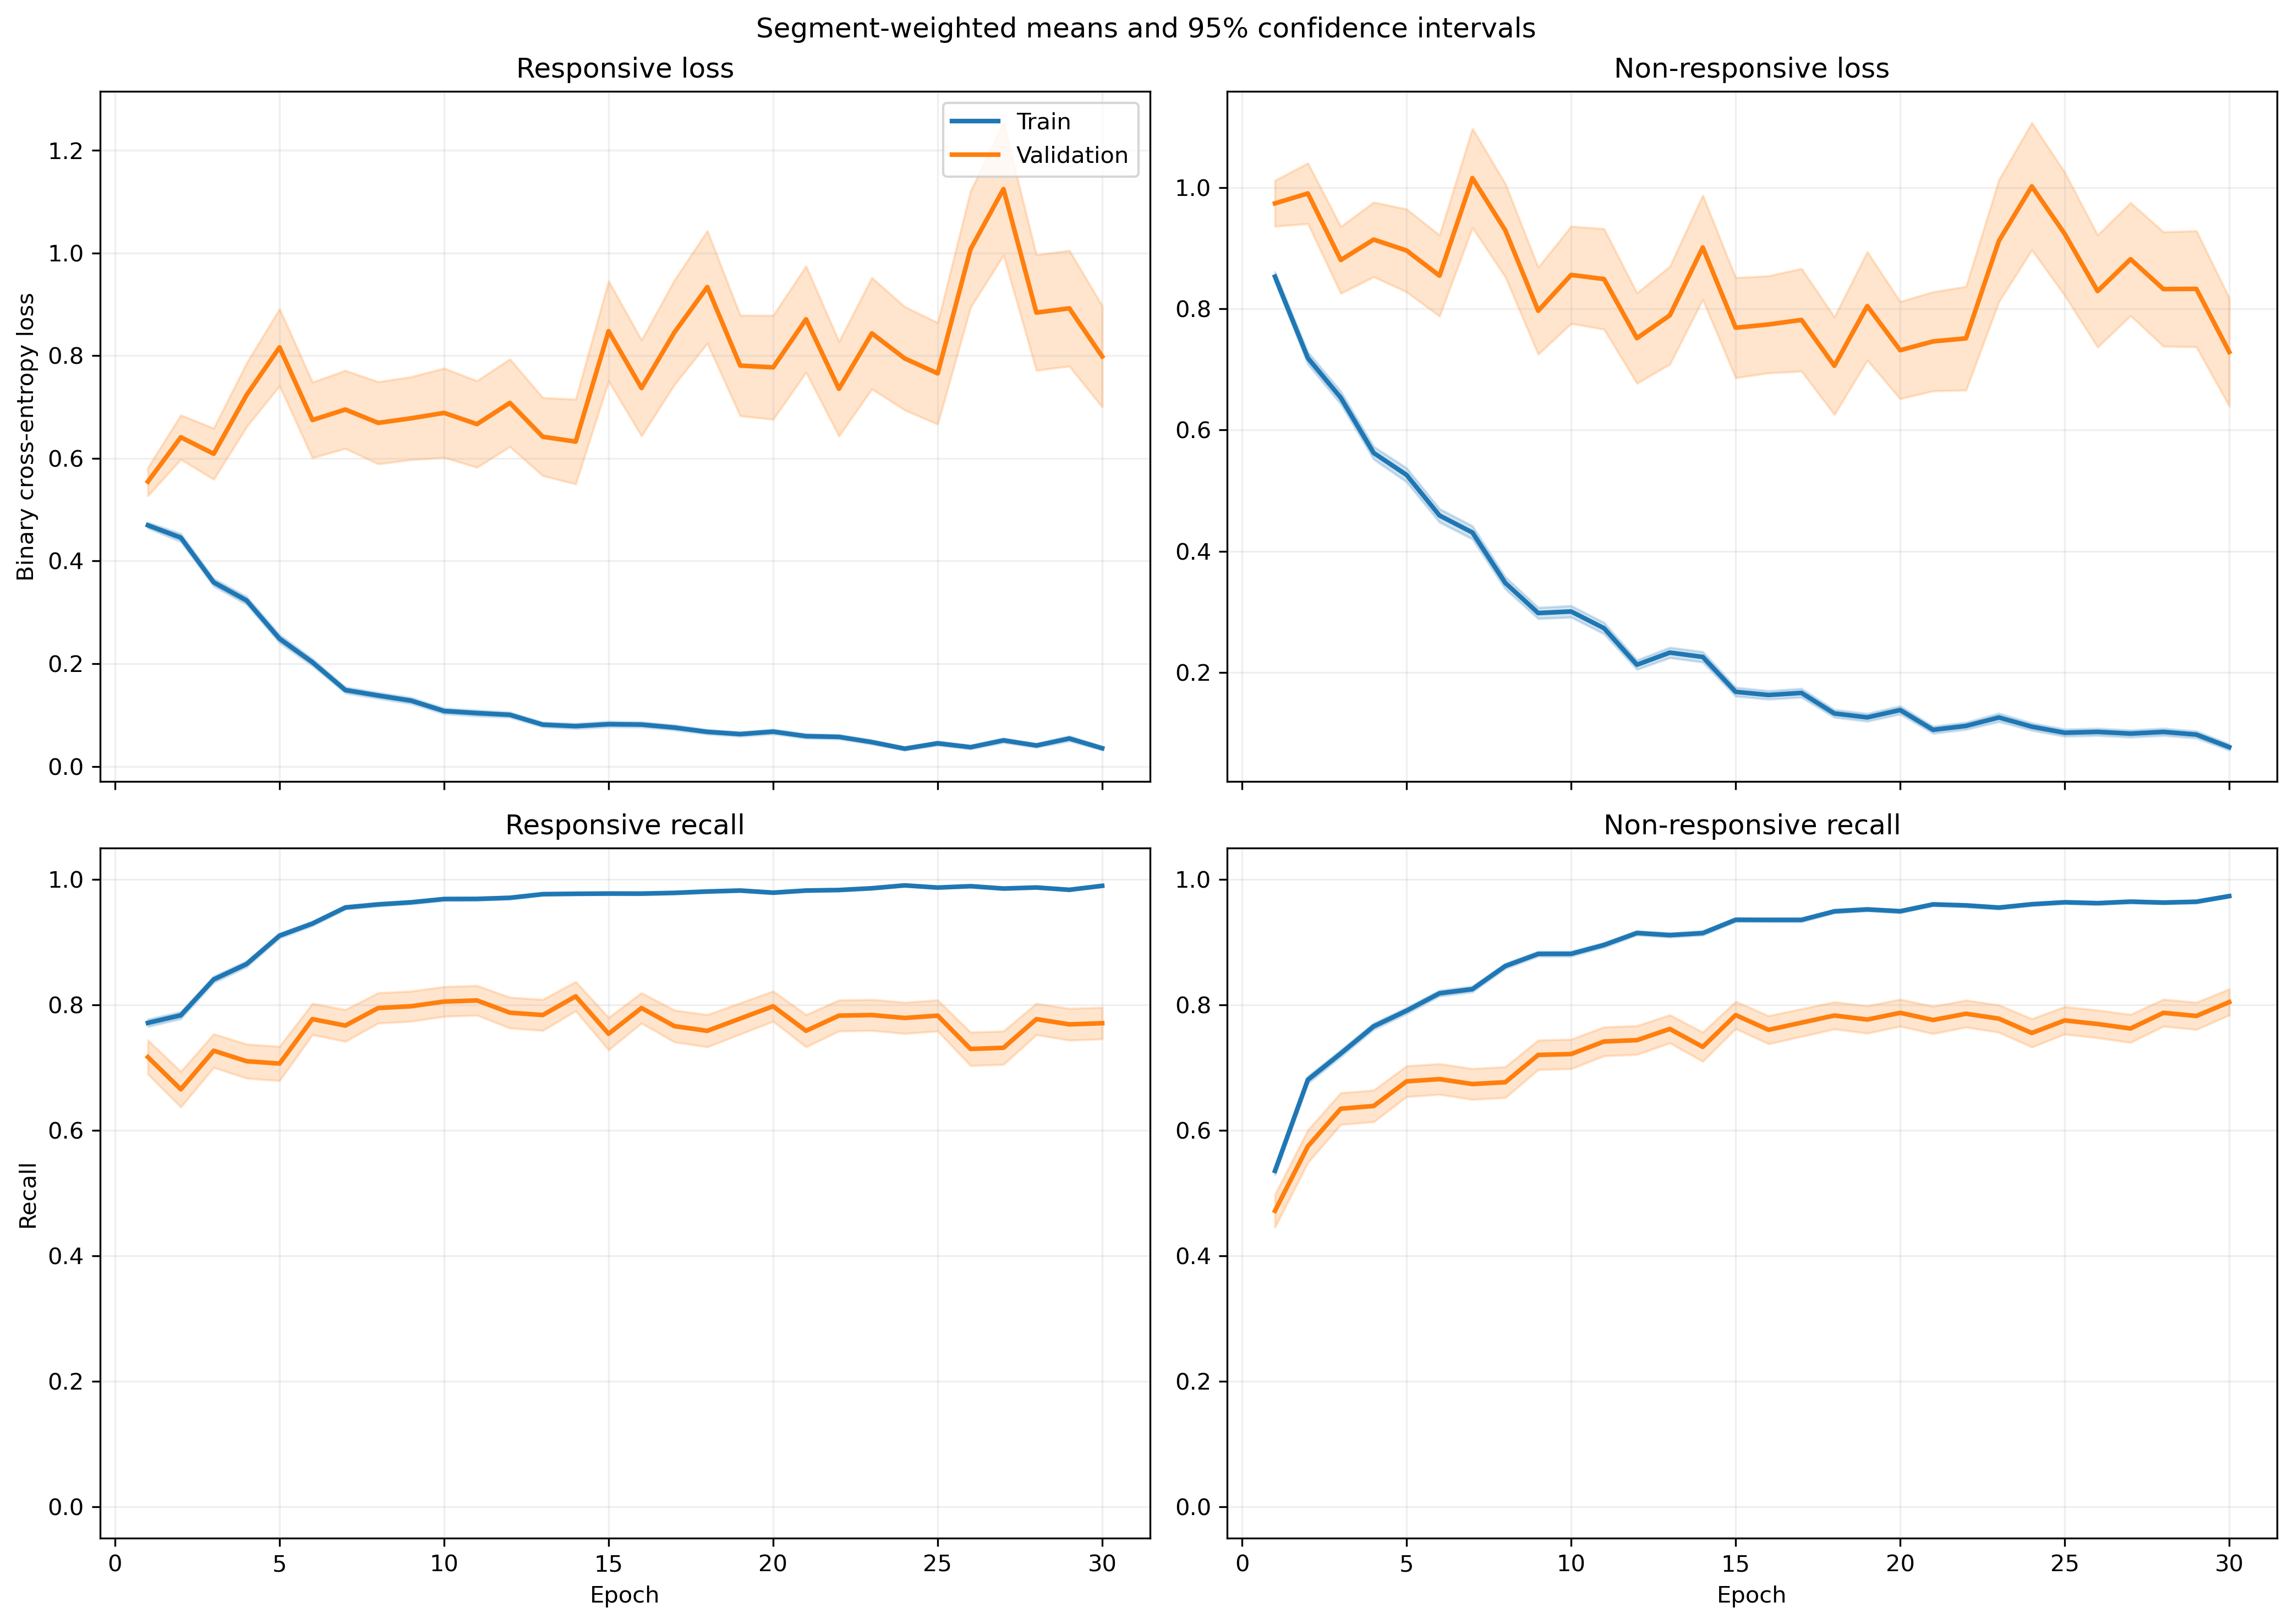 Segment-weighted means and 95% confidence intervals
Responsive loss
Non-responsive loss
Train
Validation
Binary cross-entropy loss
1.2
1.0
0.8
0.6
0.4
0.2
0.0
1.0
0.8
0.6
0.4
0.2
Responsive recall
Non-responsive recall
Recall
1.0
0.8
0.6
0.4
0.2
0.0
0 5 10 15 20 25 30
Epoch
1.0
0.8
0.6
0.4
0.2
0.0
0 5 10 15 20 25 30
Epoch